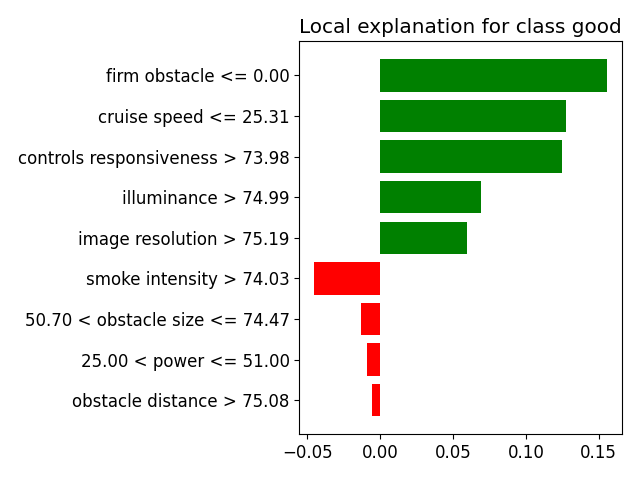 Local explanation for class good
firm obstacle <= 0.00
cruise speed <= 25.31
controls responsiveness > 73.98
illuminance > 74.99
image resolution > 75.19
smoke intensity > 74.03
50.70 < obstacle size <= 74.47
25.00 < power <= 51.00
obstacle distance > 75.08
−0.05 0.00 0.05 0.10 0.15